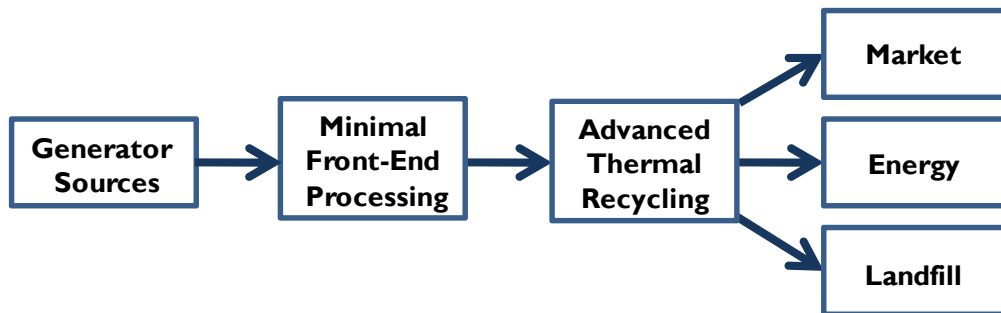 Generator
Sources
Minimal
Front-End
Processing
Advanced
Thermal
Recycling
Market
Energy
Landfill